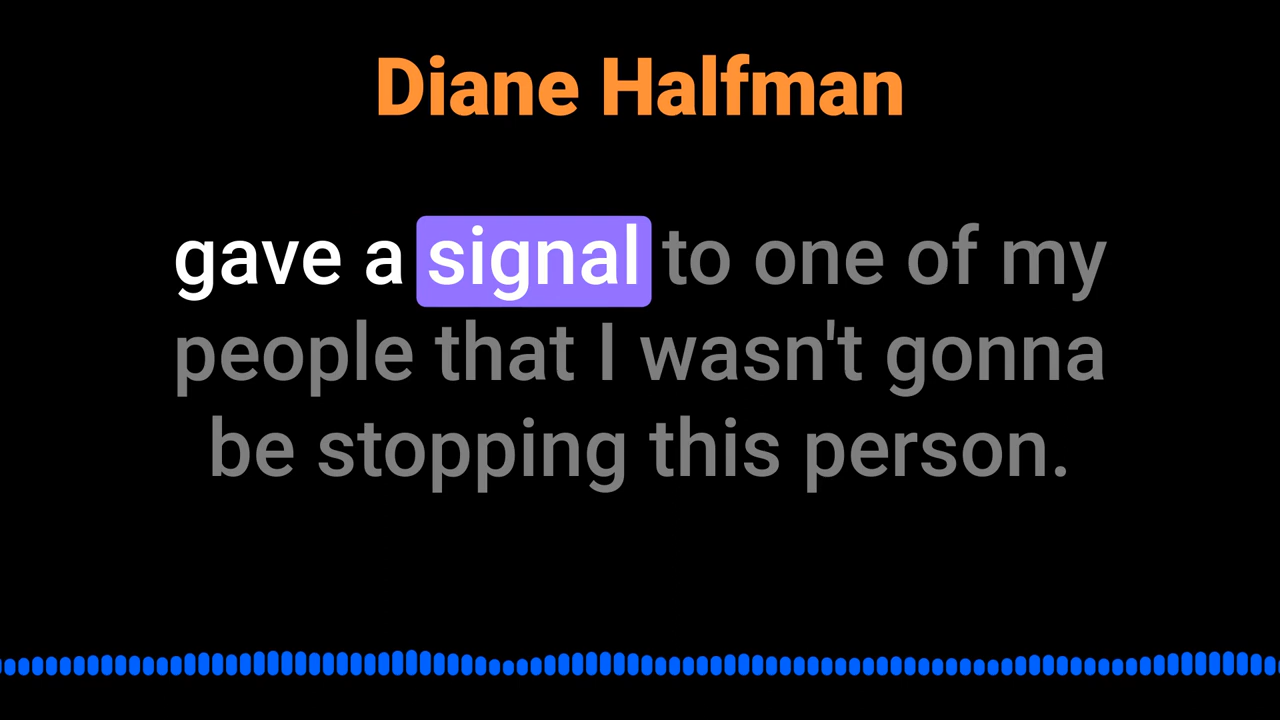 Diane Halfman
gave a signal to one of my
people that I wasn't gonna
be stopping this person.